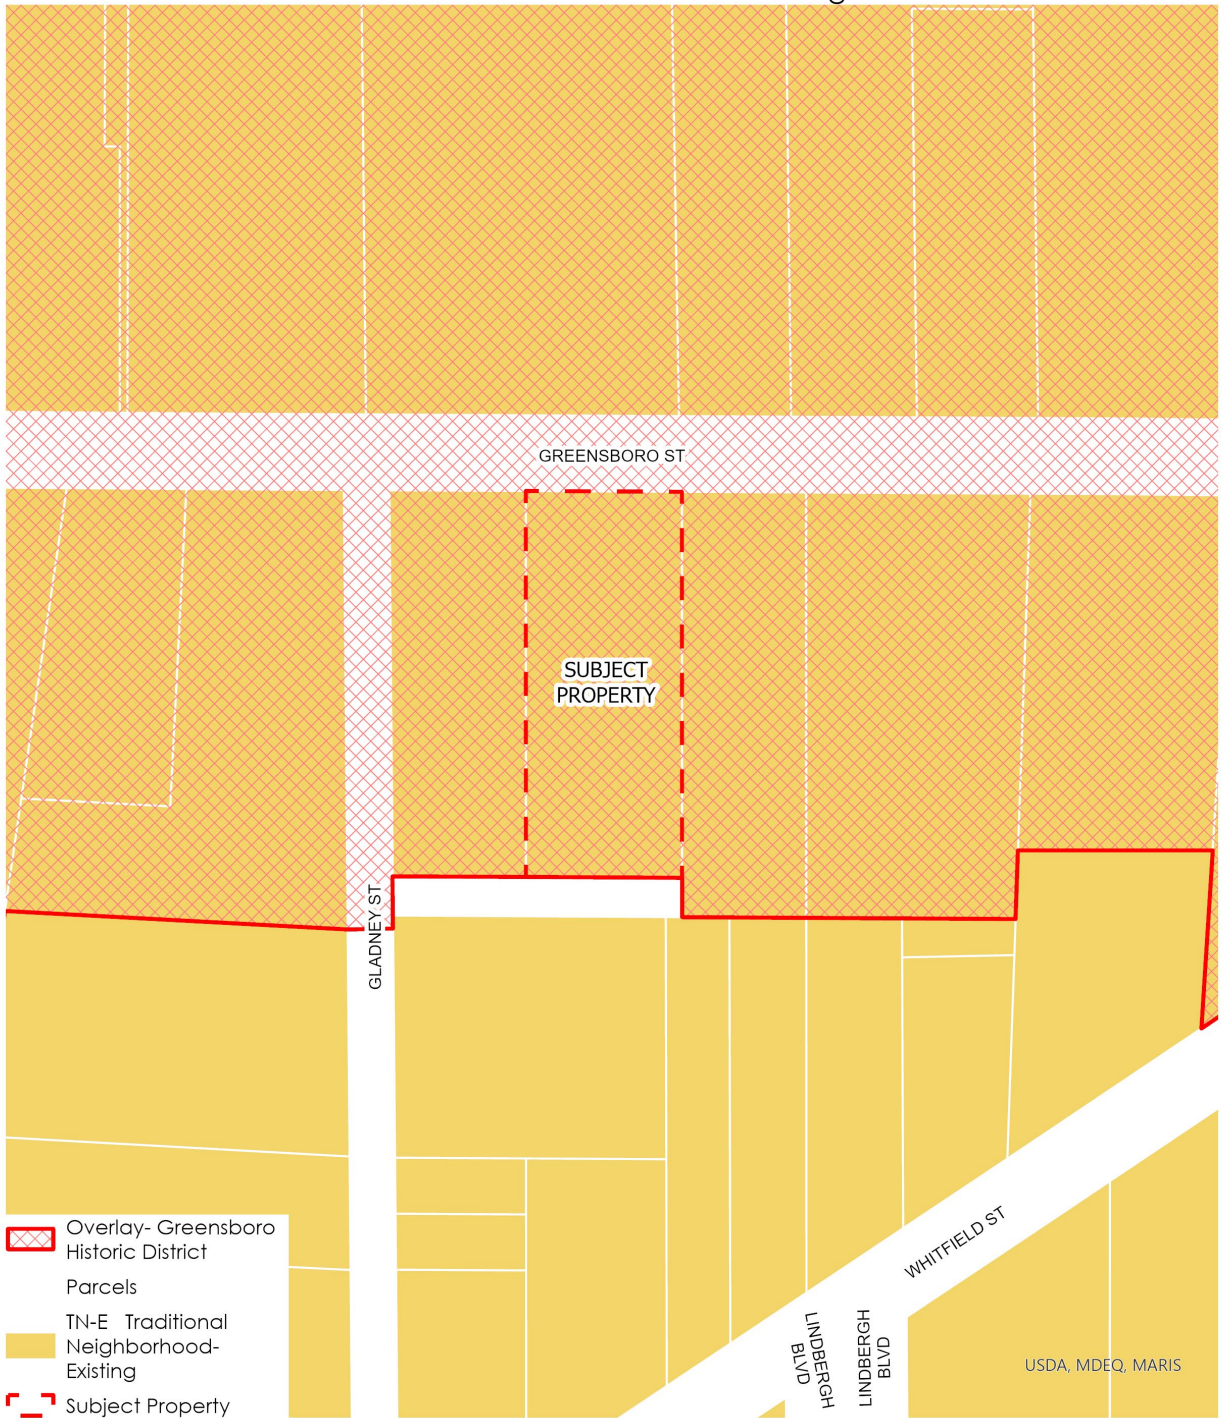 GREENSBORO ST
SUBJECT
PROPERTY
GLADNEY ST
WHITFIELD ST
LINDBERGH
BLVD
LINDBERGH
BLVD
Overlay- Greensboro
Historic District
Parcels
TN-E Traditional
Neighborhood-
Existing
Subject Property
USDA, MDEQ, MARIS